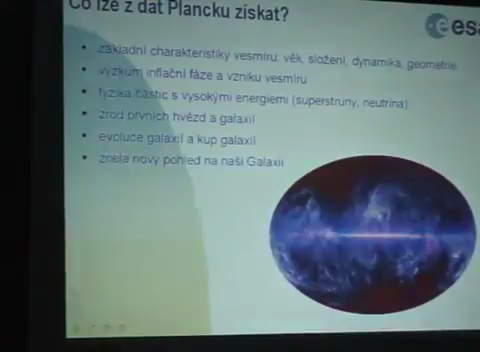 Co lze z dat Plancku získat?
esa
základní charakteristiky vesmíru: věk, složení, dynamika, geometrie
výzkum inflační fáze a vzniku vesmíru
fyzika částic s vysokými energiemi (superstruny, neutrina)
zrod prvních hvězd a galaxií
evoluce galaxií a kup galaxií
zcela nový pohled na naši Galaxii